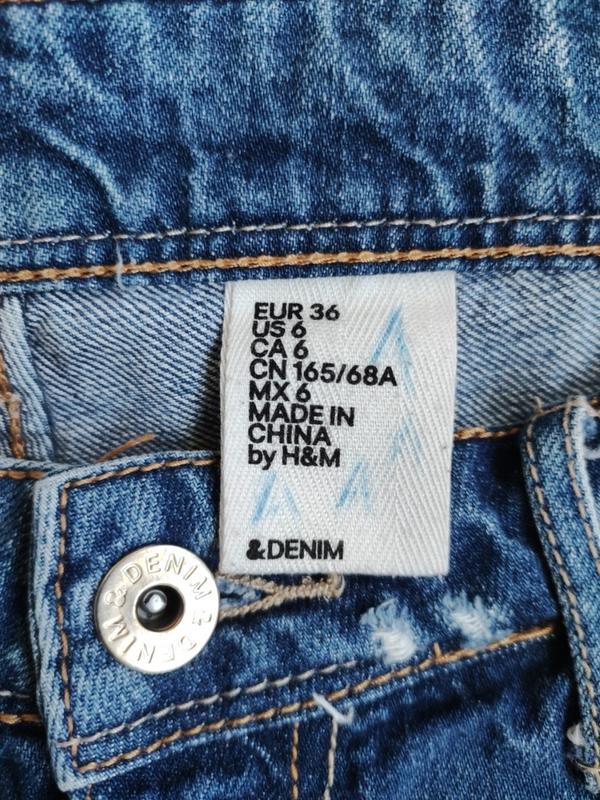 EUR 36
US 6
CA 6
CN 165/68A
MX 6
MADE IN
CHINA
by H&M
&DENIM
&DENIM &DENIM